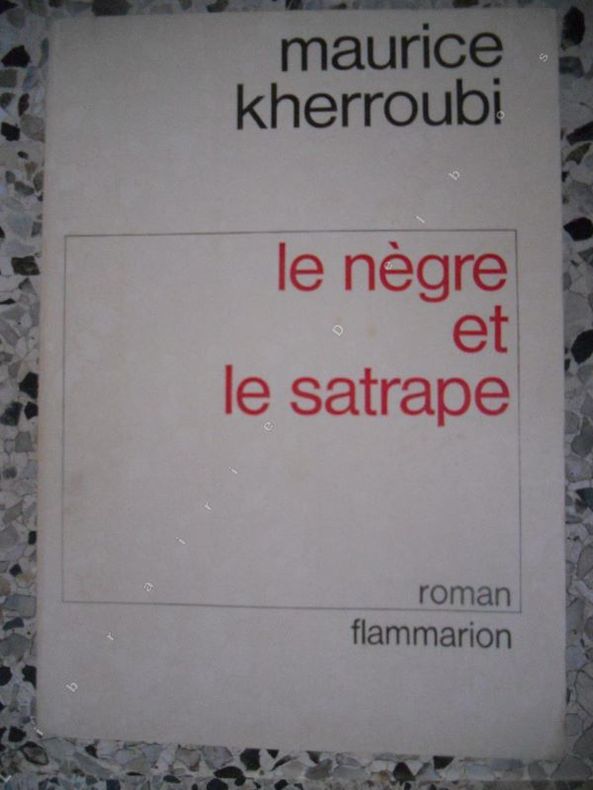 maurice
kherroubi
le nègre
et
le satrape
roman
flammarion